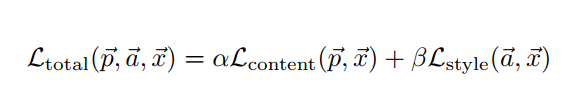 ℒ_total(p⃗, a⃗, x⃗) = αℒ_content(p⃗, x⃗) + βℒ_style(a⃗, x⃗)